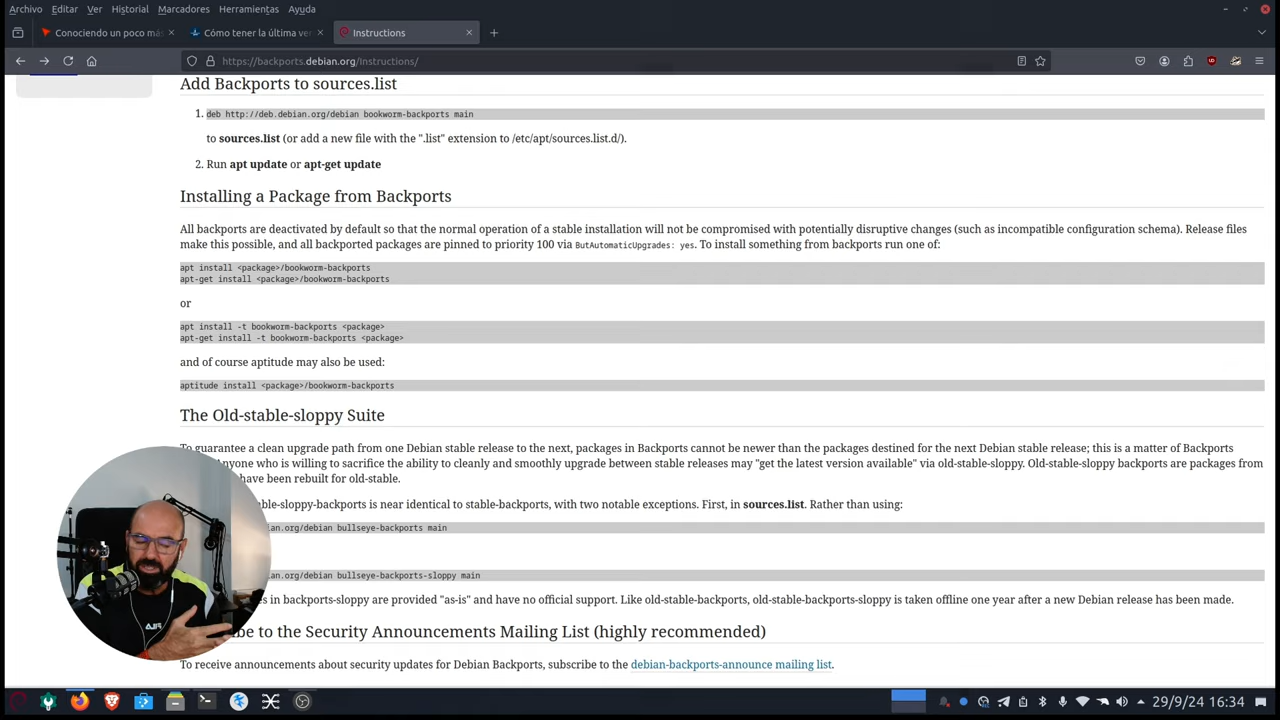 Archivo Editar Ver Historial Marcadores Herramientas Ayuda
Conociendo un poco más
Cómo tener la última ver
Instructions
https://backports.debian.org/Instructions/
Add Backports to sources.list
1. deb http://deb.debian.org/debian bookworm-backports main
to sources.list (or add a new file with the ".list" extension to /etc/apt/sources.list.d/).
2. Run apt update or apt-get update
Installing a Package from Backports
All backports are deactivated by default so that the normal operation of a stable installation will not be compromised with potentially disruptive changes (such as incompatible configuration schema). Release files
make this possible, and all backported packages are pinned to priority 100 via ButAutomaticUpgrades: yes. To install something from backports run one of:
apt install <package>/bookworm-backports
apt-get install <package>/bookworm-backports
or
apt install -t bookworm-backports <package>
apt-get install -t bookworm-backports <package>
and of course aptitude may also be used:
aptitude install <package>/bookworm-backports
The Old-stable-sloppy Suite
To guarantee a clean upgrade path from one Debian stable release to the next, packages in Backports cannot be newer than the packages destined for the next Debian stable release; this is a matter of Backports
nyone who is willing to sacrifice the ability to cleanly and smoothly upgrade between stable releases may "get the latest version available" via old-stable-sloppy. Old-stable-sloppy backports are packages from
have been rebuilt for old-stable.
ble-sloppy-backports is near identical to stable-backports, with two notable exceptions. First, in sources.list. Rather than using:
ian.org/debian bullseye-backports main
ian.org/debian bullseye-backports-sloppy main
es in backports-sloppy are provided "as-is" and have no official support. Like old-stable-backports, old-stable-backports-sloppy is taken offline one year after a new Debian release has been made.
be to the Security Announcements Mailing List (highly recommended)
To receive announcements about security updates for Debian Backports, subscribe to the debian-backports-announce mailing list.
29/9/24 16:34